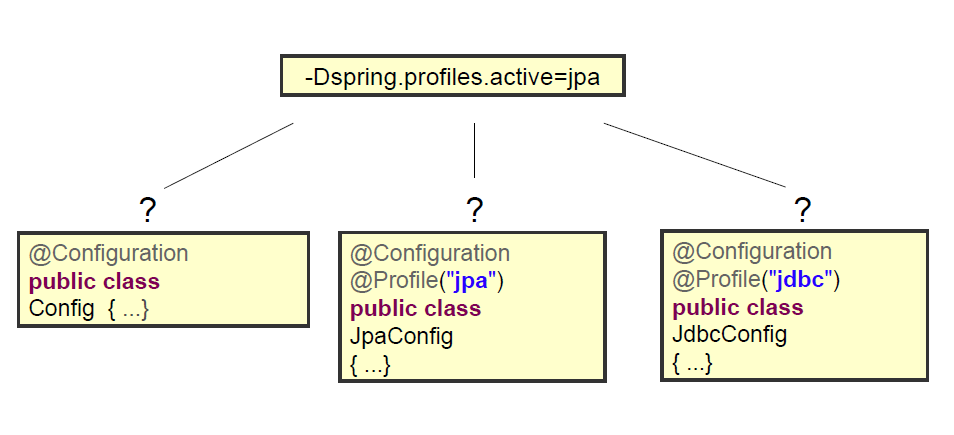 -Dspring.profiles.active=jpa
?
?
?
@Configuration
public class
Config { ...}
@Configuration
@Profile("jpa")
public class
JpaConfig
{ ...}
@Configuration
@Profile("jdbc")
public class
JdbcConfig
{ ...}